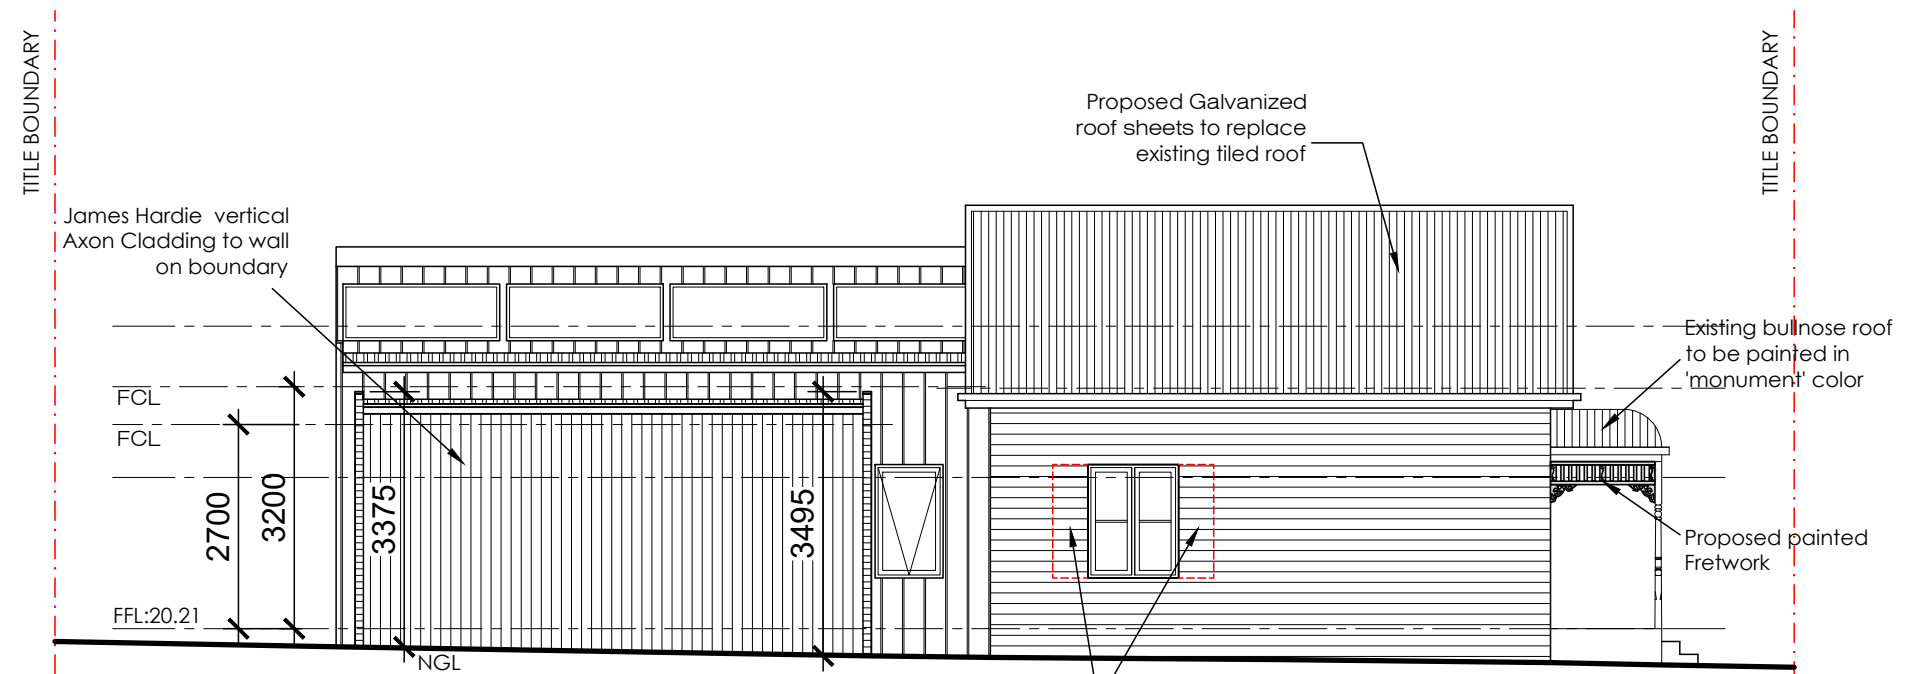 TITLE BOUNDARY
TITLE BOUNDARY
Proposed Galvanized
roof sheets to replace
existing tiled roof
James Hardie vertical
Axon Cladding to wall
on boundary
Existing bullnose roof
to be painted in
'monument' color
FCL
FCL
2700
3200
3375
3495
Proposed painted
Fretwork
FFL:20.21
NGL